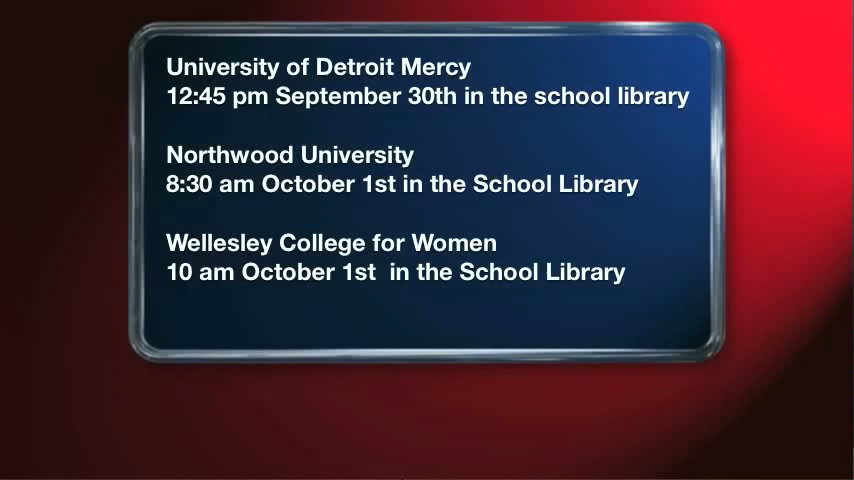 University of Detroit Mercy
12:45 pm September 30th in the school library
Northwood University
8:30 am October 1st in the School Library
Wellesley College for Women
10 am October 1st  in the School Library